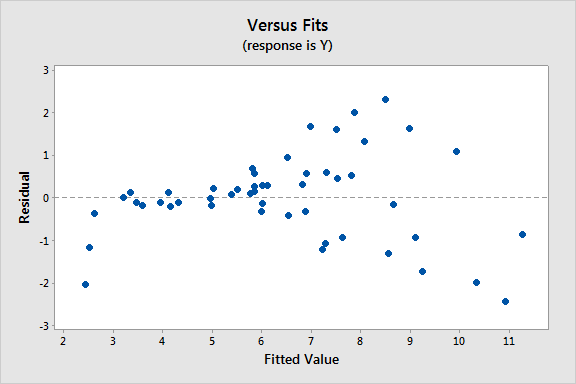 Versus Fits
(response is Y)
3
2
1
0
-1
-2
-3
Residual
2 3 4 5 6 7 8 9 10 11
Fitted Value